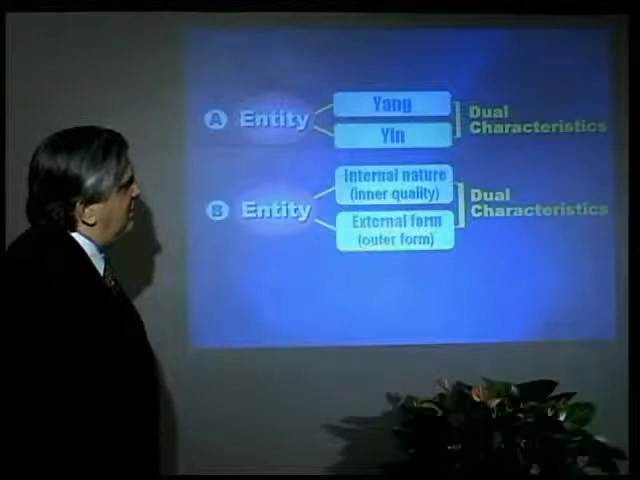 A Entity
Yang
Yin
Dual
Characteristics
B Entity
Internal nature
(inner quality)
External form
(outer form)
Dual
Characteristics